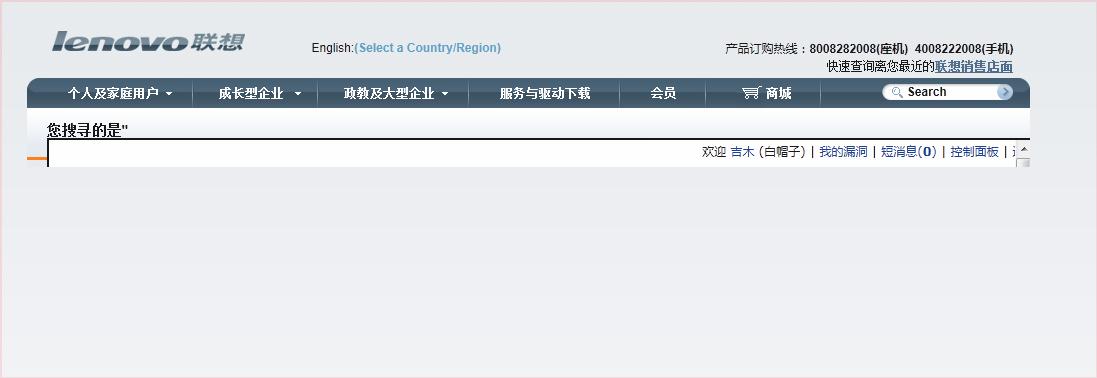 lenovo联想
English:(Select a Country/Region)
产品订购热线：8008282008(座机) 4008222008(手机)
快速查询离您最近的联想销售店面
个人及家庭用户 成长型企业 政教及大型企业 服务与驱动下载 会员 商城 Search
您搜寻的是"
欢迎 吉木 (白帽子) | 我的漏洞 | 短消息(0) | 控制面板 |